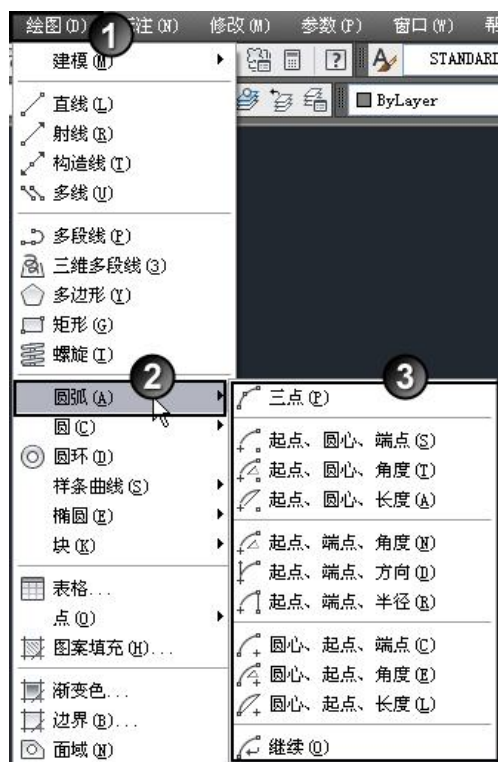 绘图(D) 注(N) 修改(M) 参数(P) 窗口(W)
1
建模(M)
STANDARD
ByLayer
直线(L)
射线(R)
构造线(T)
多线(U)
多段线(P)
三维多段线(3)
多边形(Y)
矩形(G)
螺旋(I)
2
圆弧(A)
圆(C)
圆环(D)
样条曲线(S)
椭圆(E)
块(K)
表格...
点(O)
图案填充(H)...
渐变色...
边界(B)...
面域(N)
3
三点(P)
起点、圆心、端点(S)
起点、圆心、角度(T)
起点、圆心、长度(A)
起点、端点、角度(N)
起点、端点、方向(D)
起点、端点、半径(R)
圆心、起点、端点(C)
圆心、起点、角度(E)
圆心、起点、长度(L)
继续(O)